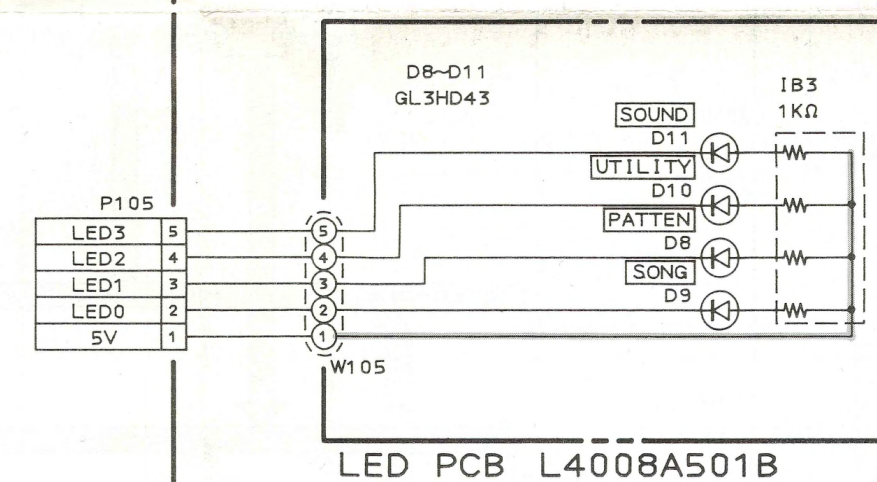 D8~D11
GL3HD43
IB3
1KΩ
SOUND
D11
UTILITY
D10
PATTEN
D8
SONG
D9
P105
LED3 5
LED2 4
LED1 3
LED0 2
5V 1
5
4
3
2
1
W105
LED PCB L4008A501B